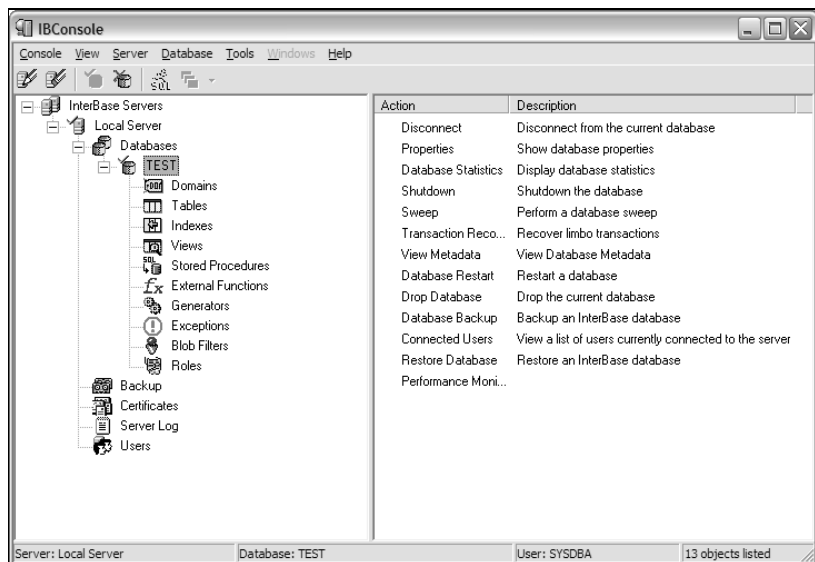 IBConsole
Console View Server Database Tools Windows Help
InterBase Servers
Local Server
Databases
TEST
Domains
Tables
Indexes
Views
Stored Procedures
External Functions
Generators
Exceptions
Blob Filters
Roles
Backup
Certificates
Server Log
Users
Action Description
Disconnect Disconnect from the current database
Properties Show database properties
Database Statistics Display database statistics
Shutdown Shutdown the database
Sweep Perform a database sweep
Transaction Reco... Recover limbo transactions
View Metadata View Database Metadata
Database Restart Restart a database
Drop Database Drop the current database
Database Backup Backup an InterBase database
Connected Users View a list of users currently connected to the server
Restore Database Restore an InterBase database
Performance Moni...
Server: Local Server Database: TEST User: SYSDBA 13 objects listed